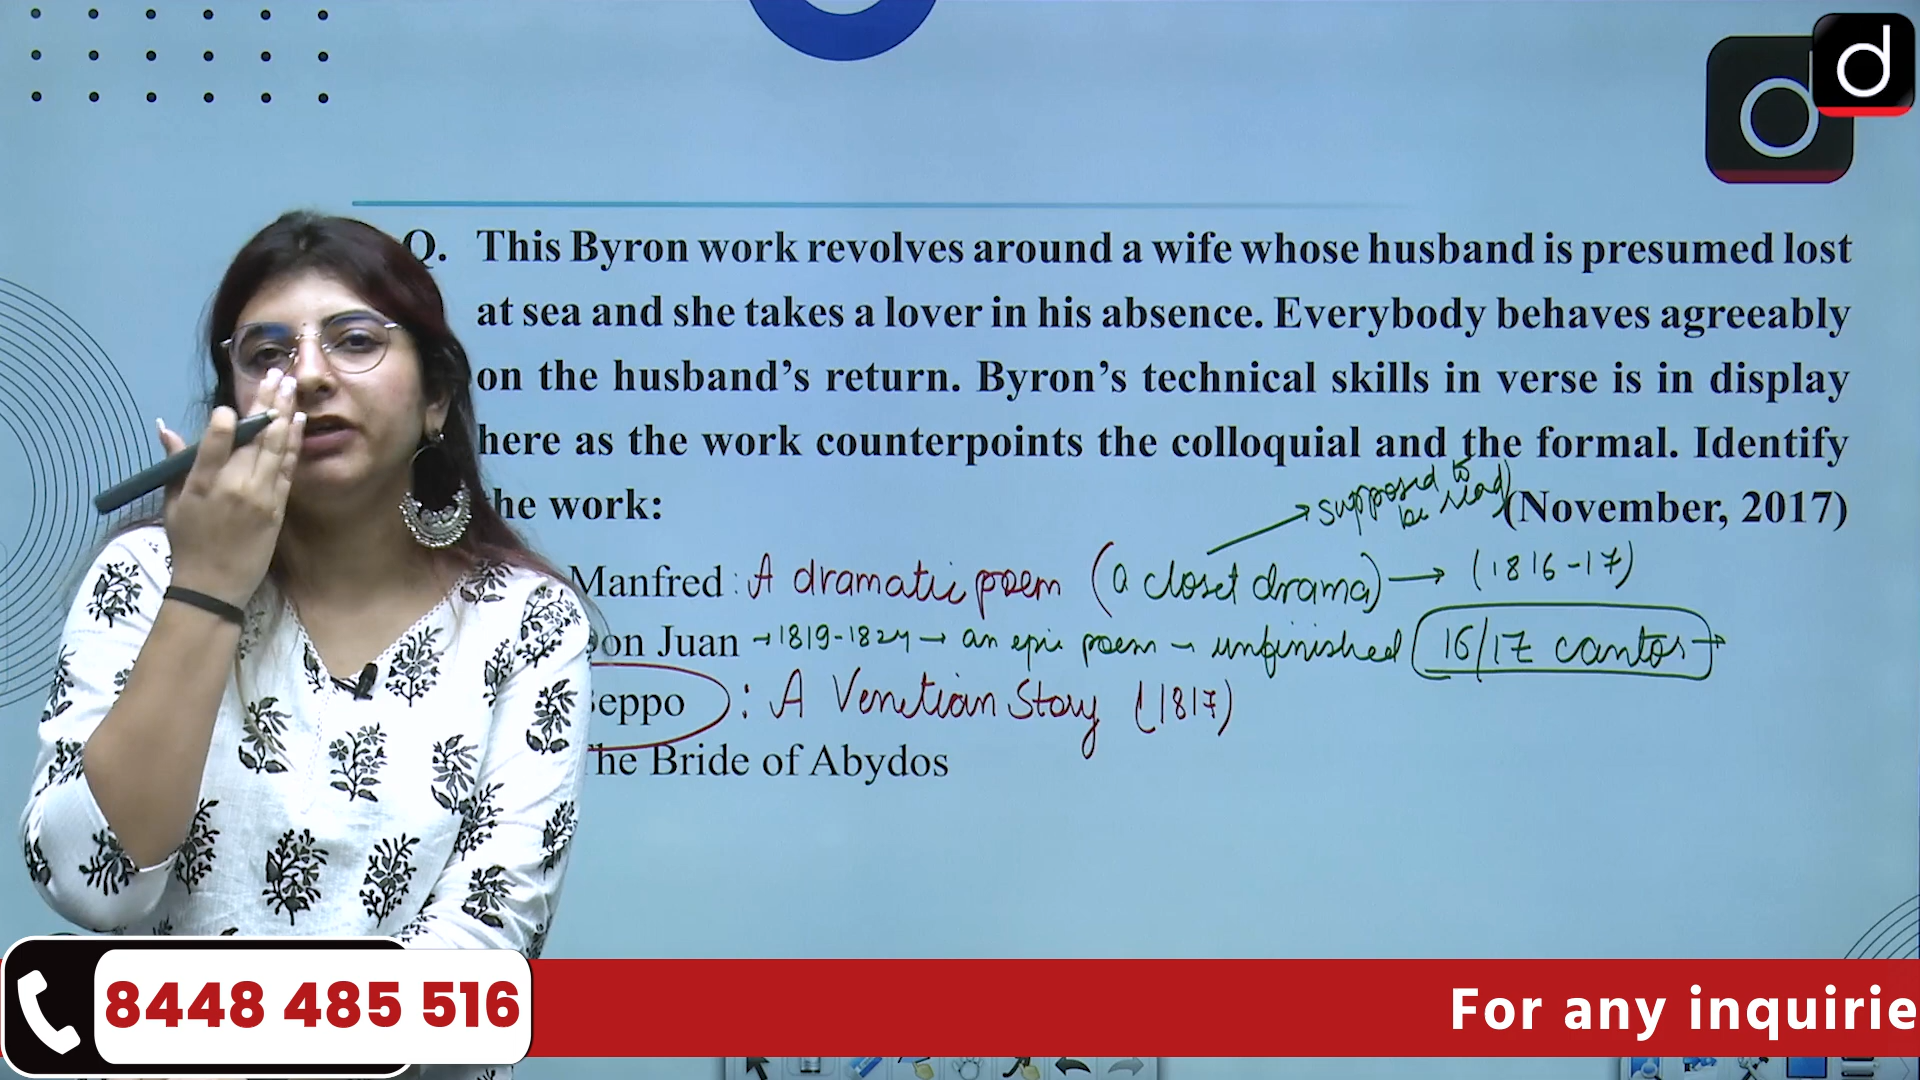 d
Q. This Byron work revolves around a wife whose husband is presumed lost
at sea and she takes a lover in his absence. Everybody behaves agreeably
on the husband's return. Byron's technical skills in verse is in display
here as the work counterpoints the colloquial and the formal. Identify
the work: (November, 2017)
supposed to be read
Manfred : A dramatic poem (a closet drama) → (1816-17)
Don Juan → 1819-1824 → an epic poem - unfinished 16/17 cantos →
Beppo : A Venetian Story (1817)
The Bride of Abydos
8448 485 516
For any inquirie